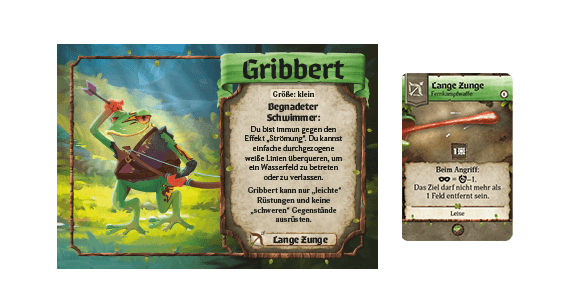 Gribbert
Größe: klein
Begnadeter
Schwimmer:
Du bist immun gegen den
Effekt „Strömung“. Du kannst
einfache durchgezogene
weiße Linien überqueren, um
ein Wasserfeld zu betreten
oder zu verlassen.
Gribbert kann nur „leichte“
Rüstungen und keine
„schweren“ Gegenstände
ausrüsten.
Lange Zunge
Lange Zunge
Fernkampfwaffe
1
Beim Angriff:
= -1.
Das Ziel darf nicht mehr als
1 Feld entfernt sein.
Leise